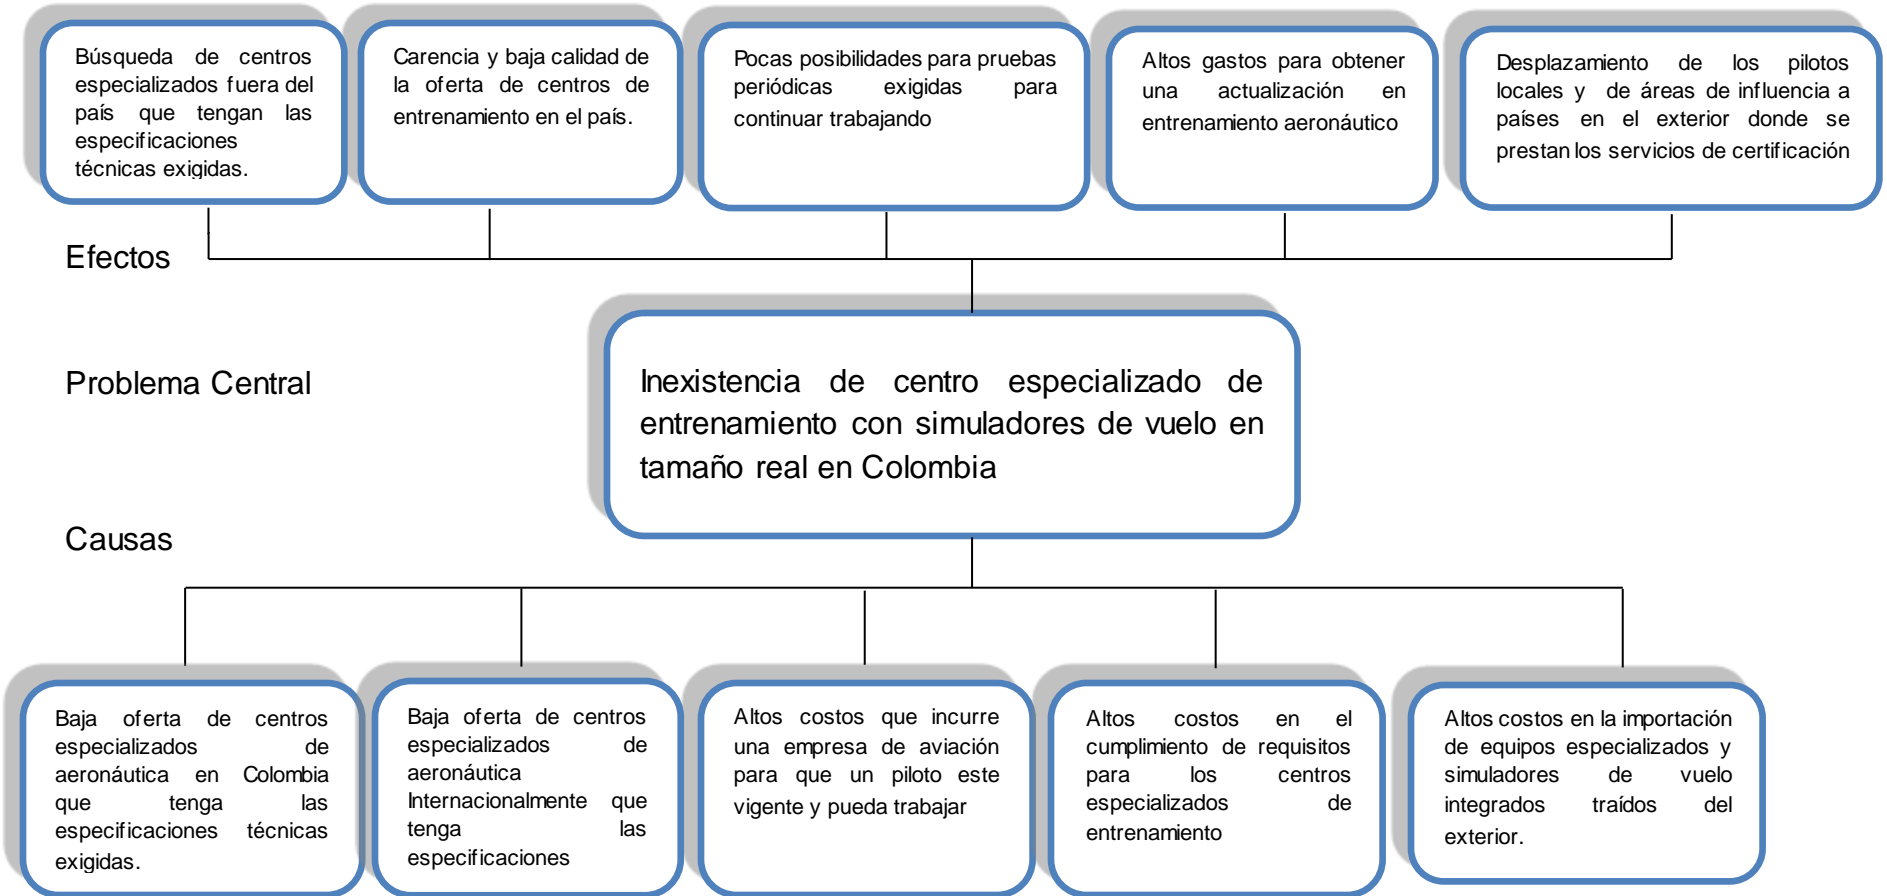 Búsqueda de centros
especializados fuera del
país que tengan las
especificaciones
técnicas exigidas.
Carencia y baja calidad de
la oferta de centros de
entrenamiento en el país.
Pocas posibilidades para pruebas
periódicas exigidas para
continuar trabajando
Altos gastos para obtener
una actualización en
entrenamiento aeronáutico
Desplazamiento de los pilotos
locales y de áreas de influencia a
países en el exterior donde se
prestan los servicios de certificación
Efectos
Problema Central
Inexistencia de centro especializado de
entrenamiento con simuladores de vuelo en
tamaño real en Colombia
Causas
Baja oferta de centros
especializados de
aeronáutica en Colombia
que tenga las
especificaciones técnicas
exigidas.
Baja oferta de centros
especializados de
aeronáutica
Internacionalmente que
tenga las
especificaciones
Altos costos que incurre
una empresa de aviación
para que un piloto este
vigente y pueda trabajar
Altos costos en el
cumplimiento de requisitos
para los centros
especializados de
entrenamiento
Altos costos en la importación
de equipos especializados y
simuladores de vuelo
integrados traídos del
exterior.